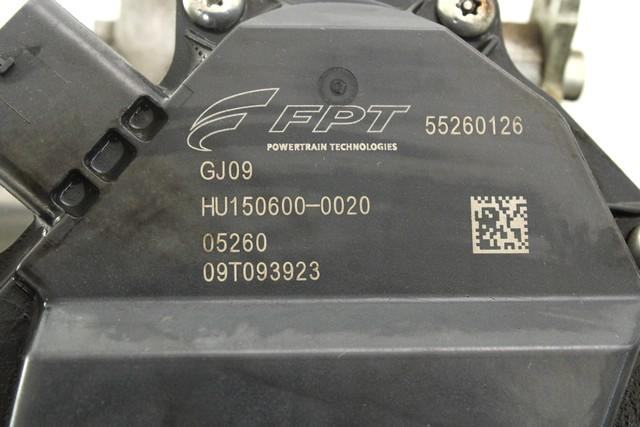 FPT 55260126
POWERTRAIN TECHNOLOGIES
GJ09
HU150600-0020
05260
09T093923